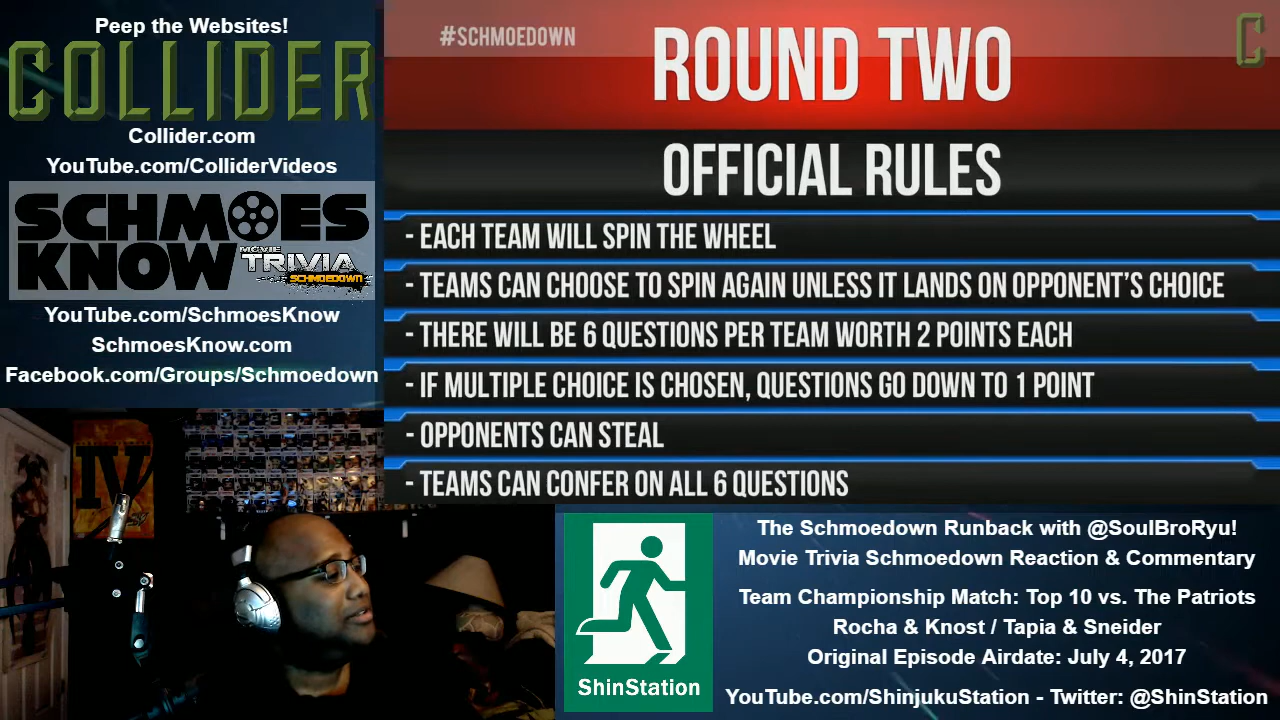 Peep the Websites!
COLLIDER
Collider.com
YouTube.com/ColliderVideos
SCHMOES
KNOW
MOVIE
TRIVIA
SCHMOEDOWN
YouTube.com/SchmoesKnow
SchmoesKnow.com
Facebook.com/Groups/Schmoedown
#SCHMOEDOWN
C
ROUND TWO
OFFICIAL RULES
- EACH TEAM WILL SPIN THE WHEEL
- TEAMS CAN CHOOSE TO SPIN AGAIN UNLESS IT LANDS ON OPPONENT'S CHOICE
- THERE WILL BE 6 QUESTIONS PER TEAM WORTH 2 POINTS EACH
- IF MULTIPLE CHOICE IS CHOSEN, QUESTIONS GO DOWN TO 1 POINT
- OPPONENTS CAN STEAL
- TEAMS CAN CONFER ON ALL 6 QUESTIONS
IV
ShinStation
The Schmoedown Runback with @SoulBroRyu!
Movie Trivia Schmoedown Reaction & Commentary
Team Championship Match: Top 10 vs. The Patriots
Rocha & Knost / Tapia & Sneider
Original Episode Airdate: July 4, 2017
YouTube.com/ShinjukuStation - Twitter: @ShinStation